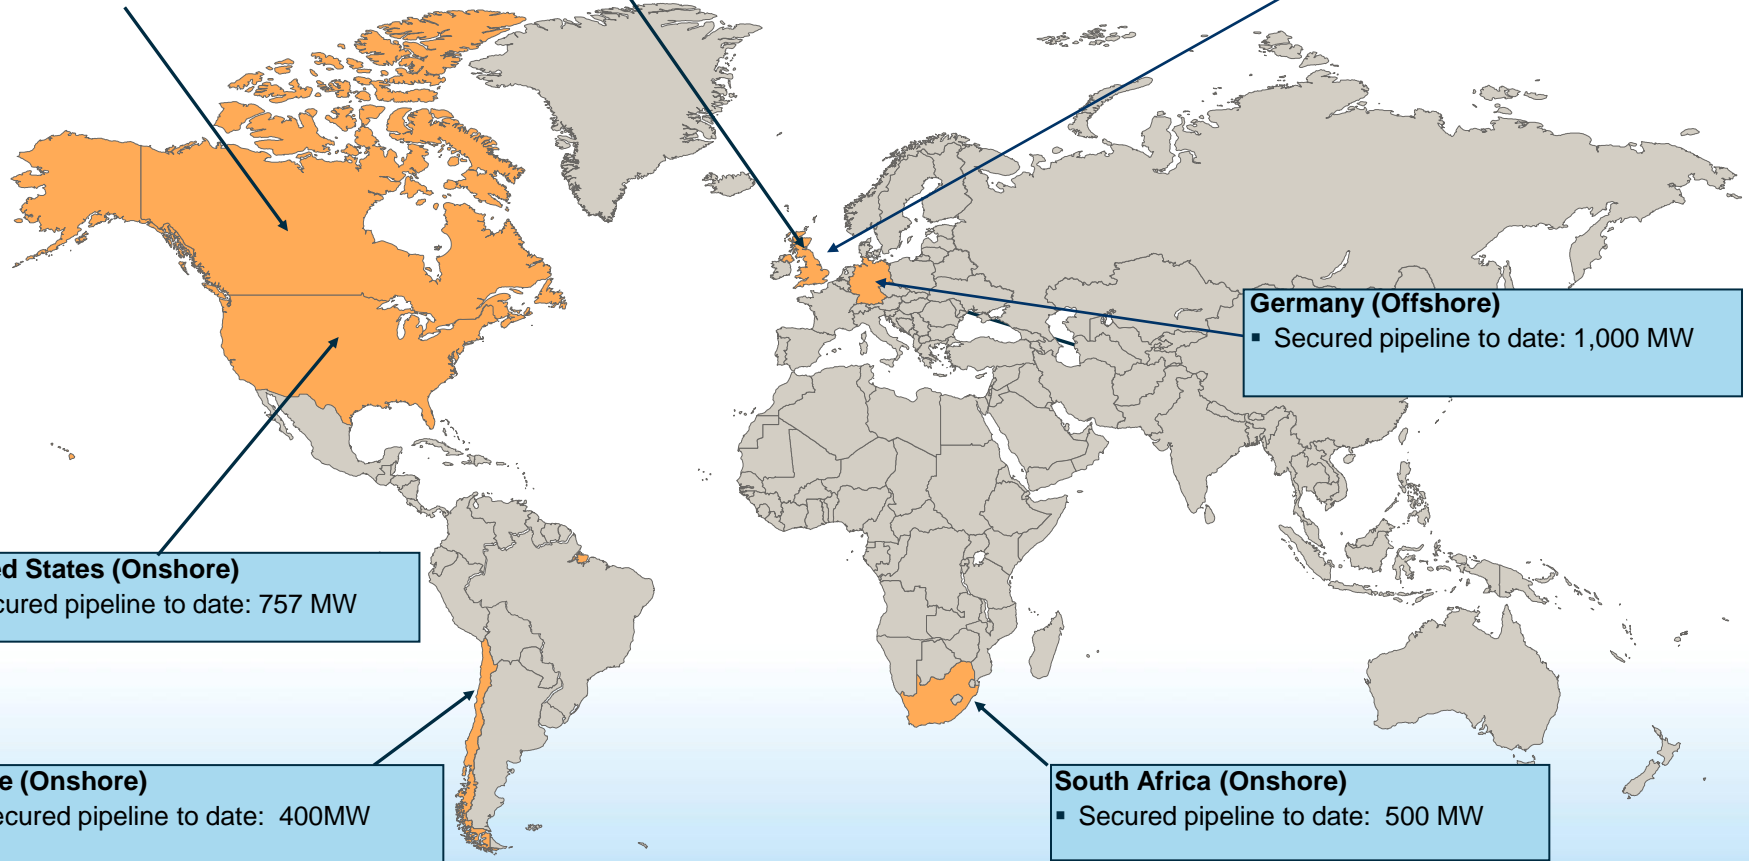 Germany (Offshore)
▪ Secured pipeline to date: 1,000 MW
ed States (Onshore)
cured pipeline to date: 757 MW
e (Onshore)
ecured pipeline to date: 400MW
South Africa (Onshore)
▪ Secured pipeline to date: 500 MW